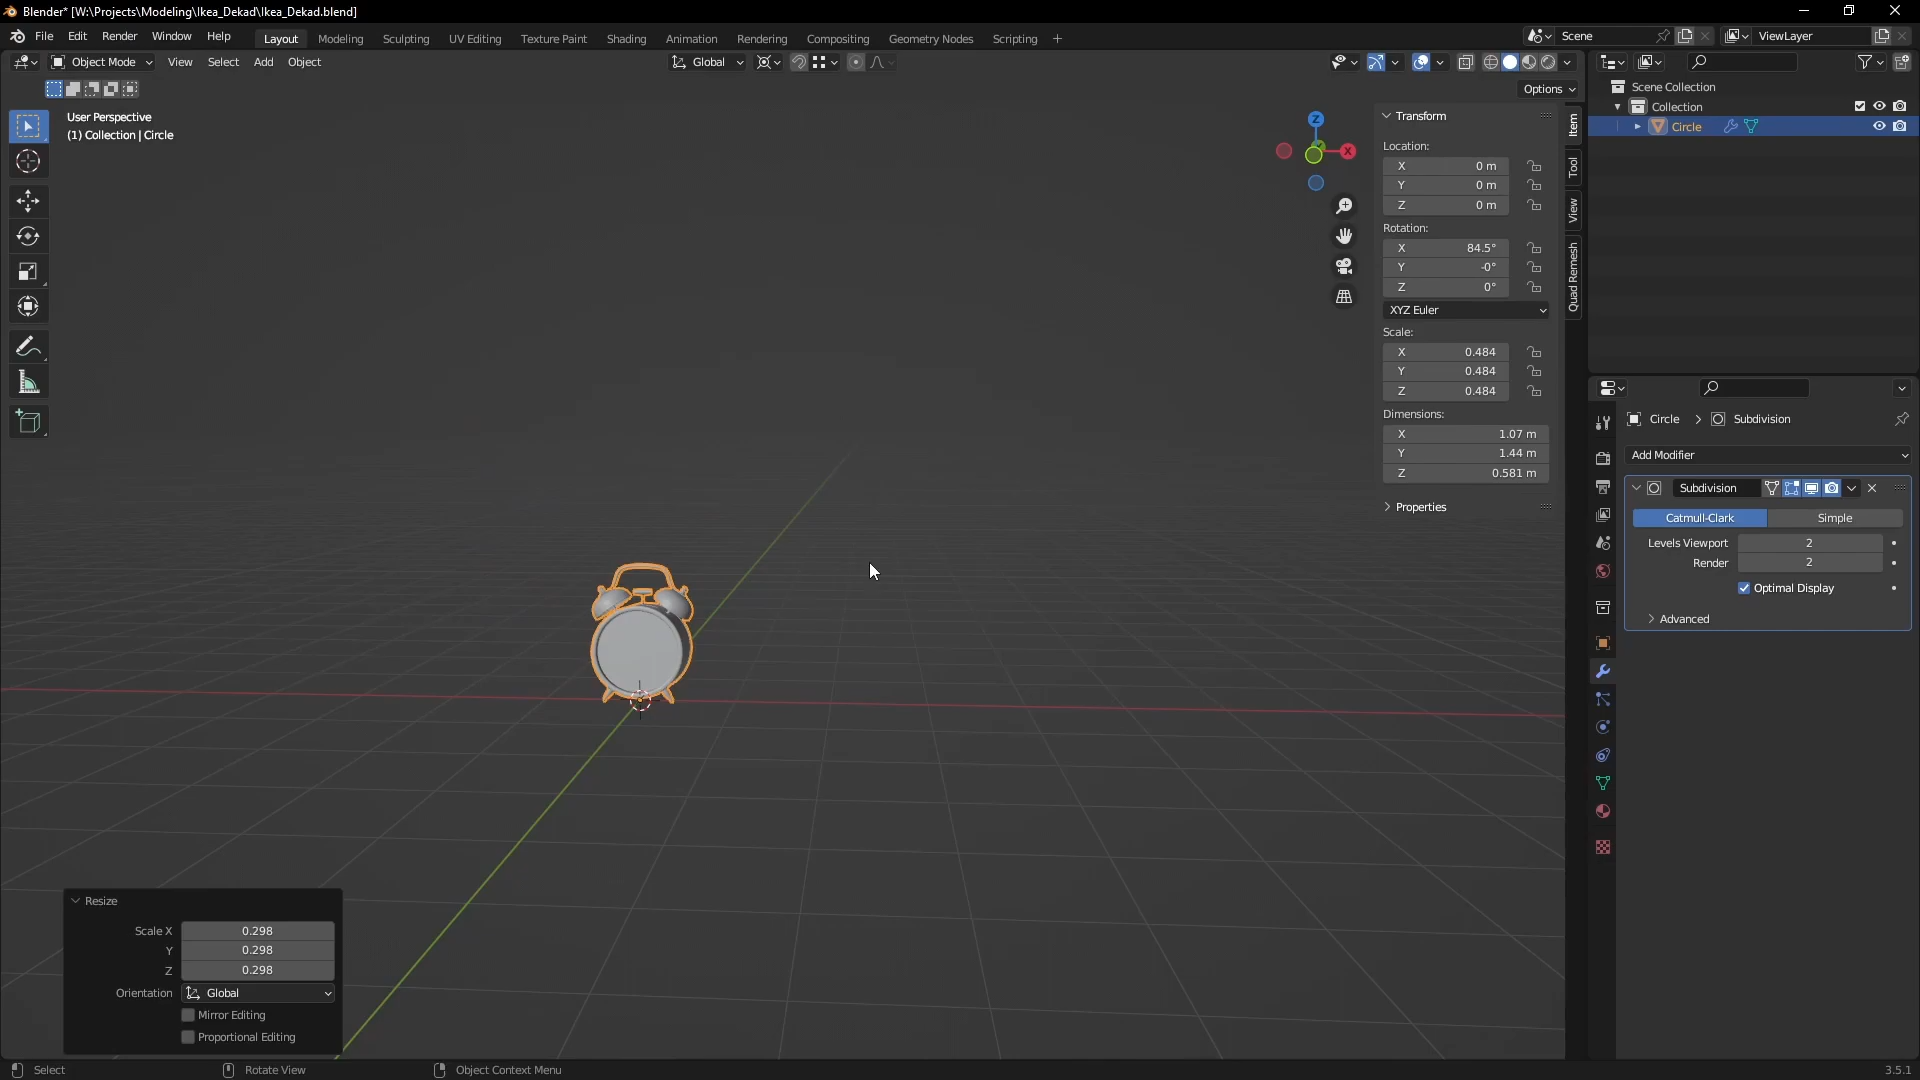 Blender* [W:\Projects\Modeling\Ikea_Dekad\Ikea_Dekad.blend]
File Edit Render Window Help Layout Modeling Sculpting UV Editing Texture Paint Shading Animation Rendering Compositing Geometry Nodes Scripting + Scene ViewLayer
Object Mode View Select Add Object Global
Options
User Perspective
(1) Collection | Circle
Z
X
Scene Collection
Collection
Circle
Transform
Location:
X 0 m
Y 0 m
Z 0 m
Rotation:
X 84.5°
Y -0°
Z 0°
XYZ Euler
Scale:
X 0.484
Y 0.484
Z 0.484
Dimensions:
X 1.07 m
Y 1.44 m
Z 0.581 m
Properties
Item
Tool
View
Quad Remesh
Circle > Subdivision
Add Modifier
Subdivision
Catmull-Clark Simple
Levels Viewport 2
Render 2
Optimal Display
Advanced
Resize
Scale X 0.298
Y 0.298
Z 0.298
Orientation Global
Mirror Editing
Proportional Editing
Select Rotate View Object Context Menu 3.5.1